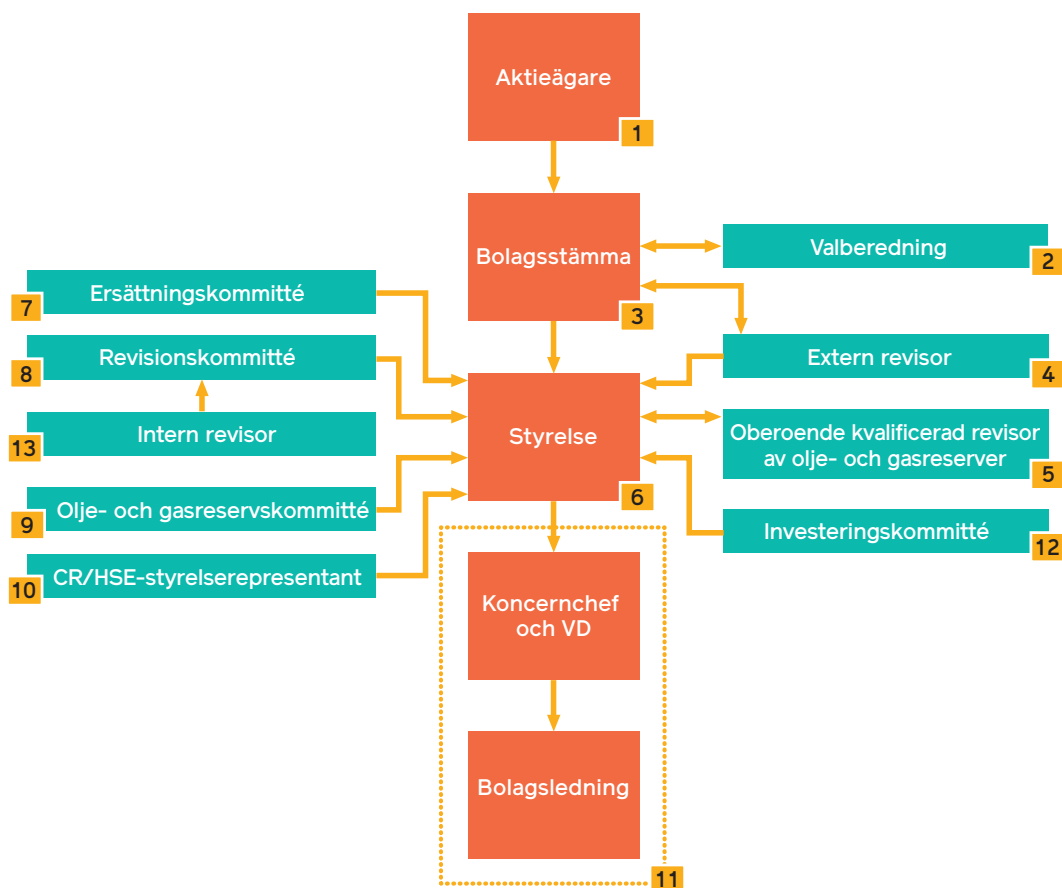 Aktieägare
1
Bolagsstämma
3
Valberedning
2
Ersättningskommitté
7
Revisionskommitté
8
Extern revisor
4
Intern revisor
13
Styrelse
6
Oberoende kvalificerad revisor
av olje- och gasreserver
5
Olje- och gasreservskommitté
9
Investeringskommitté
12
CR/HSE-styrelserepresentant
10
Koncernchef
och VD
Bolagsledning
11